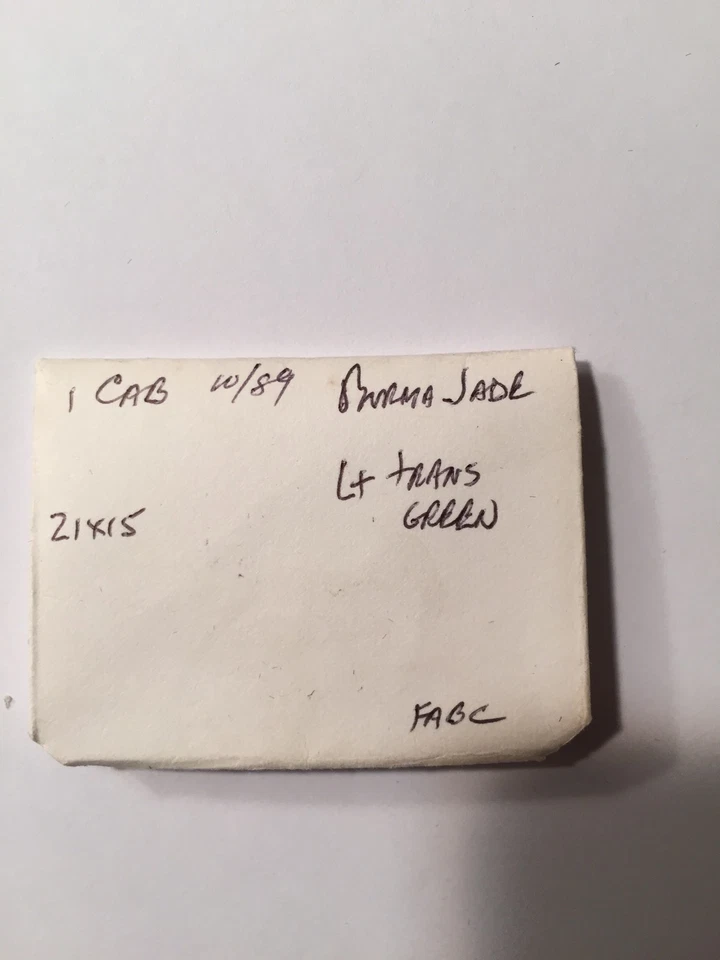 1 CAB 10/89 BURMA JADE
Lt trANS
21x15 GREEN
FABC